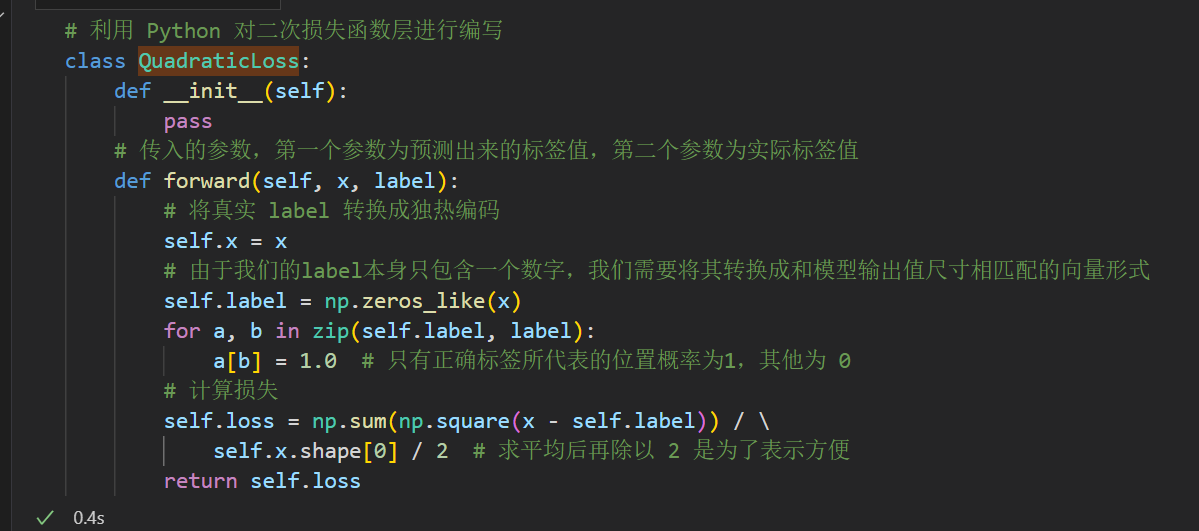 # 利用 Python 对二次损失函数层进行编写
class QuadraticLoss:
    def __init__(self):
        pass
    # 传入的参数，第一个参数为预测出来的标签值，第二个参数为实际标签值
    def forward(self, x, label):
        # 将真实 label 转换成独热编码
        self.x = x
        # 由于我们的label本身只包含一个数字，我们需要将其转换成和模型输出值尺寸相匹配的向量形式
        self.label = np.zeros_like(x)
        for a, b in zip(self.label, label):
            a[b] = 1.0  # 只有正确标签所代表的位置概率为1，其他为 0
        # 计算损失
        self.loss = np.sum(np.square(x - self.label)) / \
            self.x.shape[0] / 2  # 求平均后再除以 2 是为了表示方便
        return self.loss
0.4s